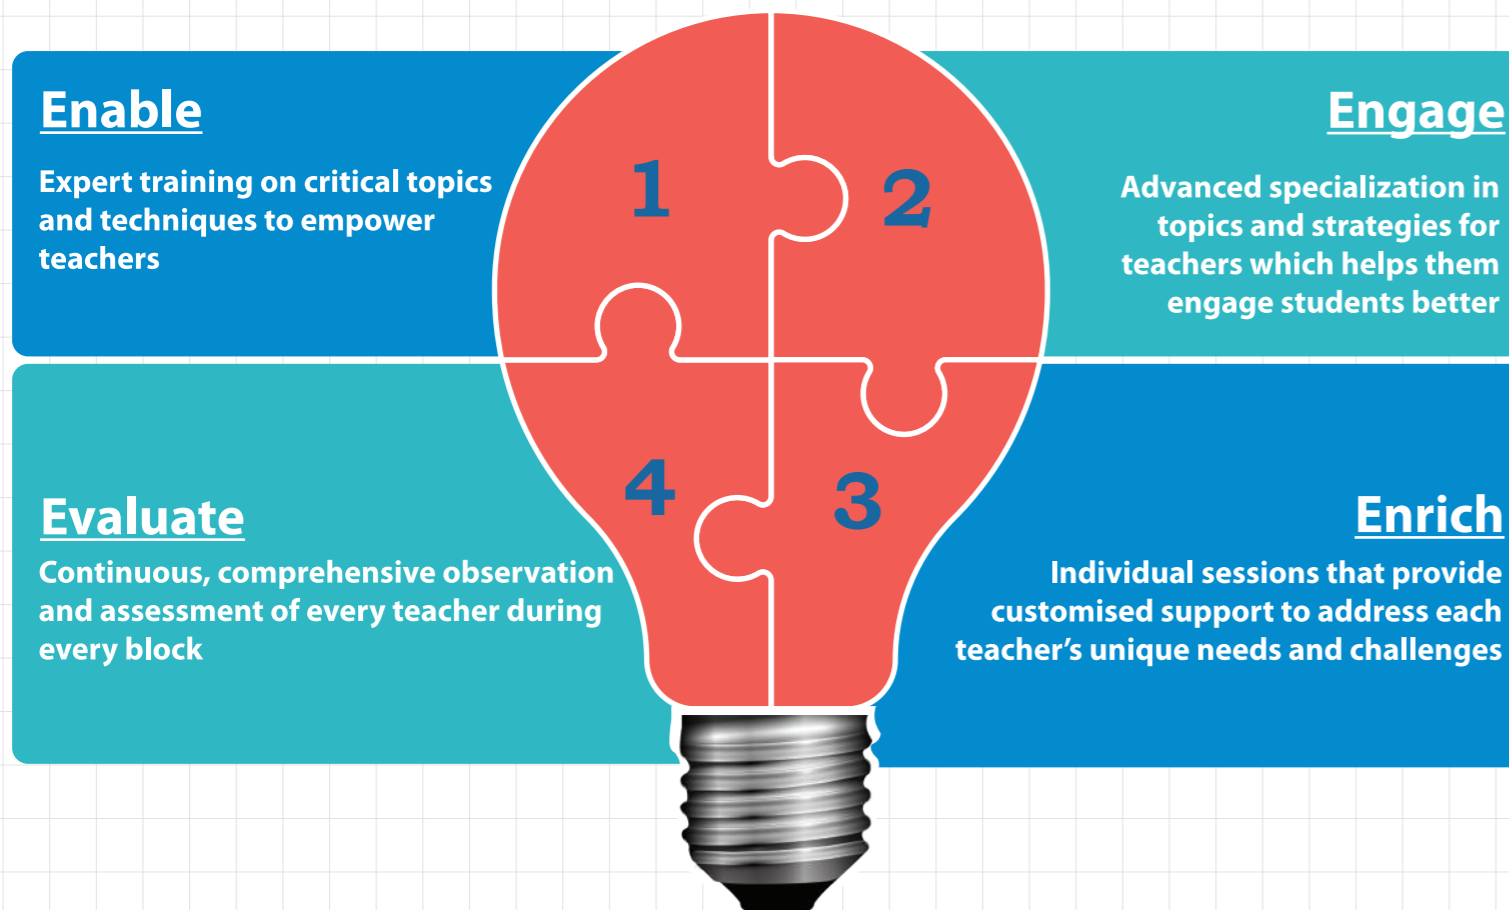 Enable
Expert training on critical topics
and techniques to empower
teachers
1
2
Engage
Advanced specialization in
topics and strategies for
teachers which helps them
engage students better
4
3
Evaluate
Continuous, comprehensive observation
and assessment of every teacher during
every block
Enrich
Individual sessions that provide
customised support to address each
teacher’s unique needs and challenges